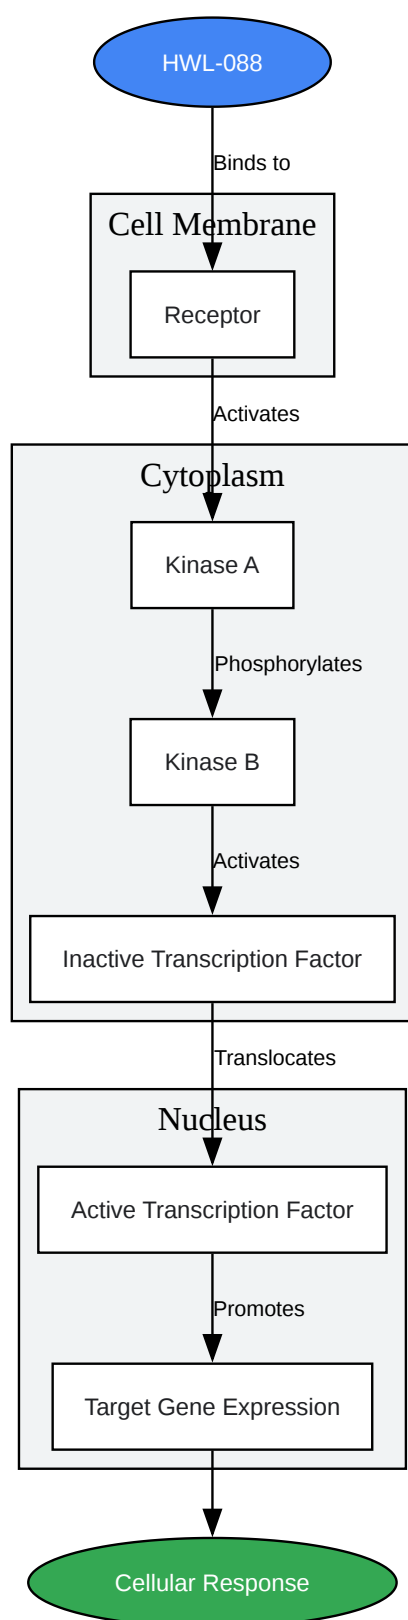 HWL-088
Binds to
Cell Membrane
Receptor
Activates
Cytoplasm
Kinase A
Phosphorylates
Kinase B
Activates
Inactive Transcription Factor
Translocates
Nucleus
Active Transcription Factor
Promotes
Target Gene Expression
Cellular Response